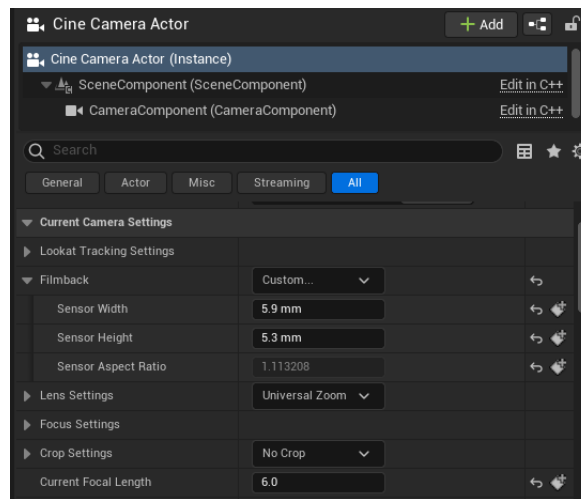 Cine Camera Actor + Add
Cine Camera Actor (Instance)
SceneComponent (SceneComponent) Edit in C++
CameraComponent (CameraComponent) Edit in C++
Search
General Actor Misc Streaming All
Current Camera Settings
Lookat Tracking Settings
Filmback Custom...
Sensor Width 5.9 mm
Sensor Height 5.3 mm
Sensor Aspect Ratio 1.113208
Lens Settings Universal Zoom
Focus Settings
Crop Settings No Crop
Current Focal Length 6.0